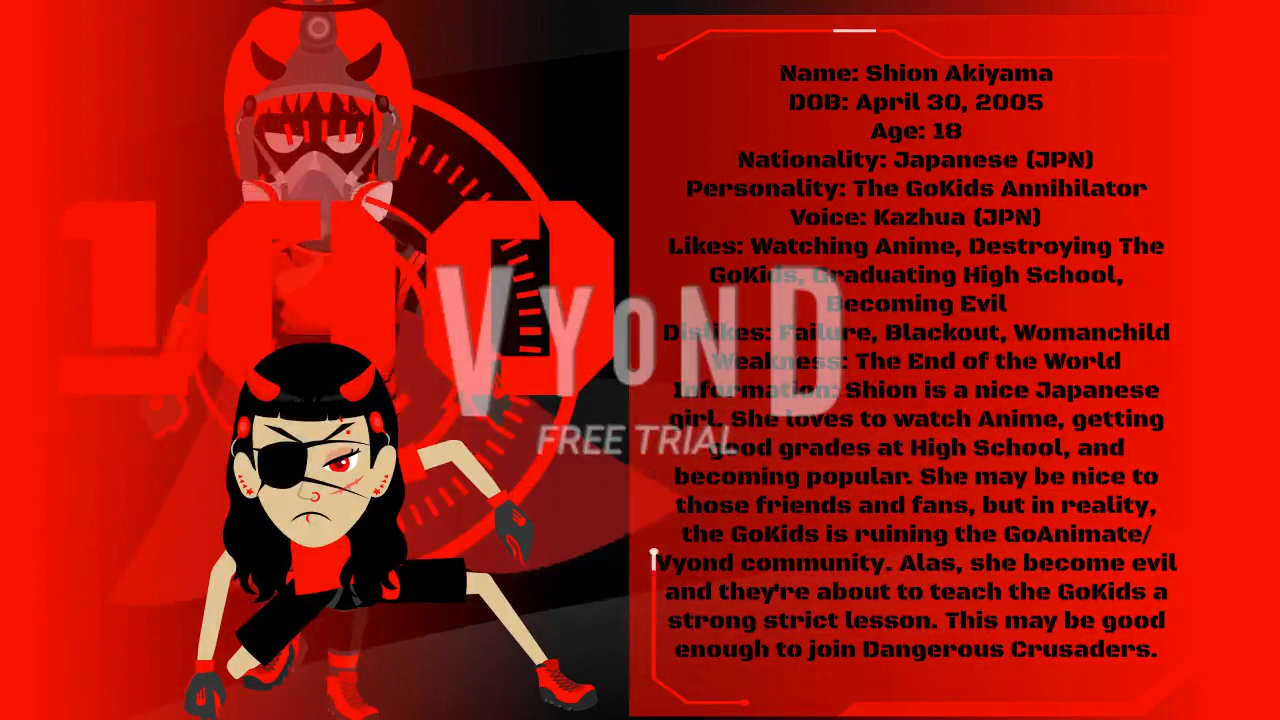 Name: Shion Akiyama
DOB: April 30, 2005
Age: 18
Nationality: Japanese (JPN)
Personality: The GoKids Annihilator
Voice: Kazhua (JPN)
Likes: Watching Anime, Destroying The
GoKids, Graduating High School,
Becoming Evil
Dislikes: Failure, Blackout, Womanchild
Weakness: The End of the World
Information: Shion is a nice Japanese
girl. She loves to watch Anime, getting
good grades at High School, and
becoming popular. She may be nice to
those friends and fans, but in reality,
the GoKids is ruining the GoAnimate/
Vyond community. Alas, she become evil
and they're about to teach the GoKids a
strong strict lesson. This may be good
enough to join Dangerous Crusaders.
VYOND
FREE TRIAL